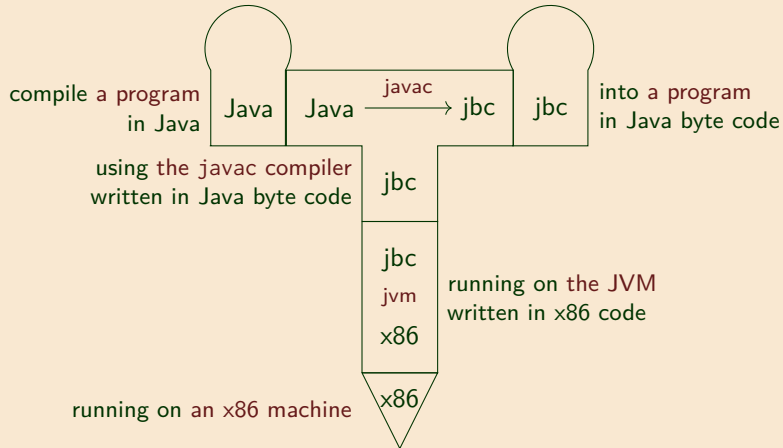 javac
compile a program
in Java
Java
Java
jbc
jbc
into a program
in Java byte code
using the javac compiler
written in Java byte code
jbc
jbc
jvm
x86
running on the JVM
written in x86 code
running on an x86 machine
x86